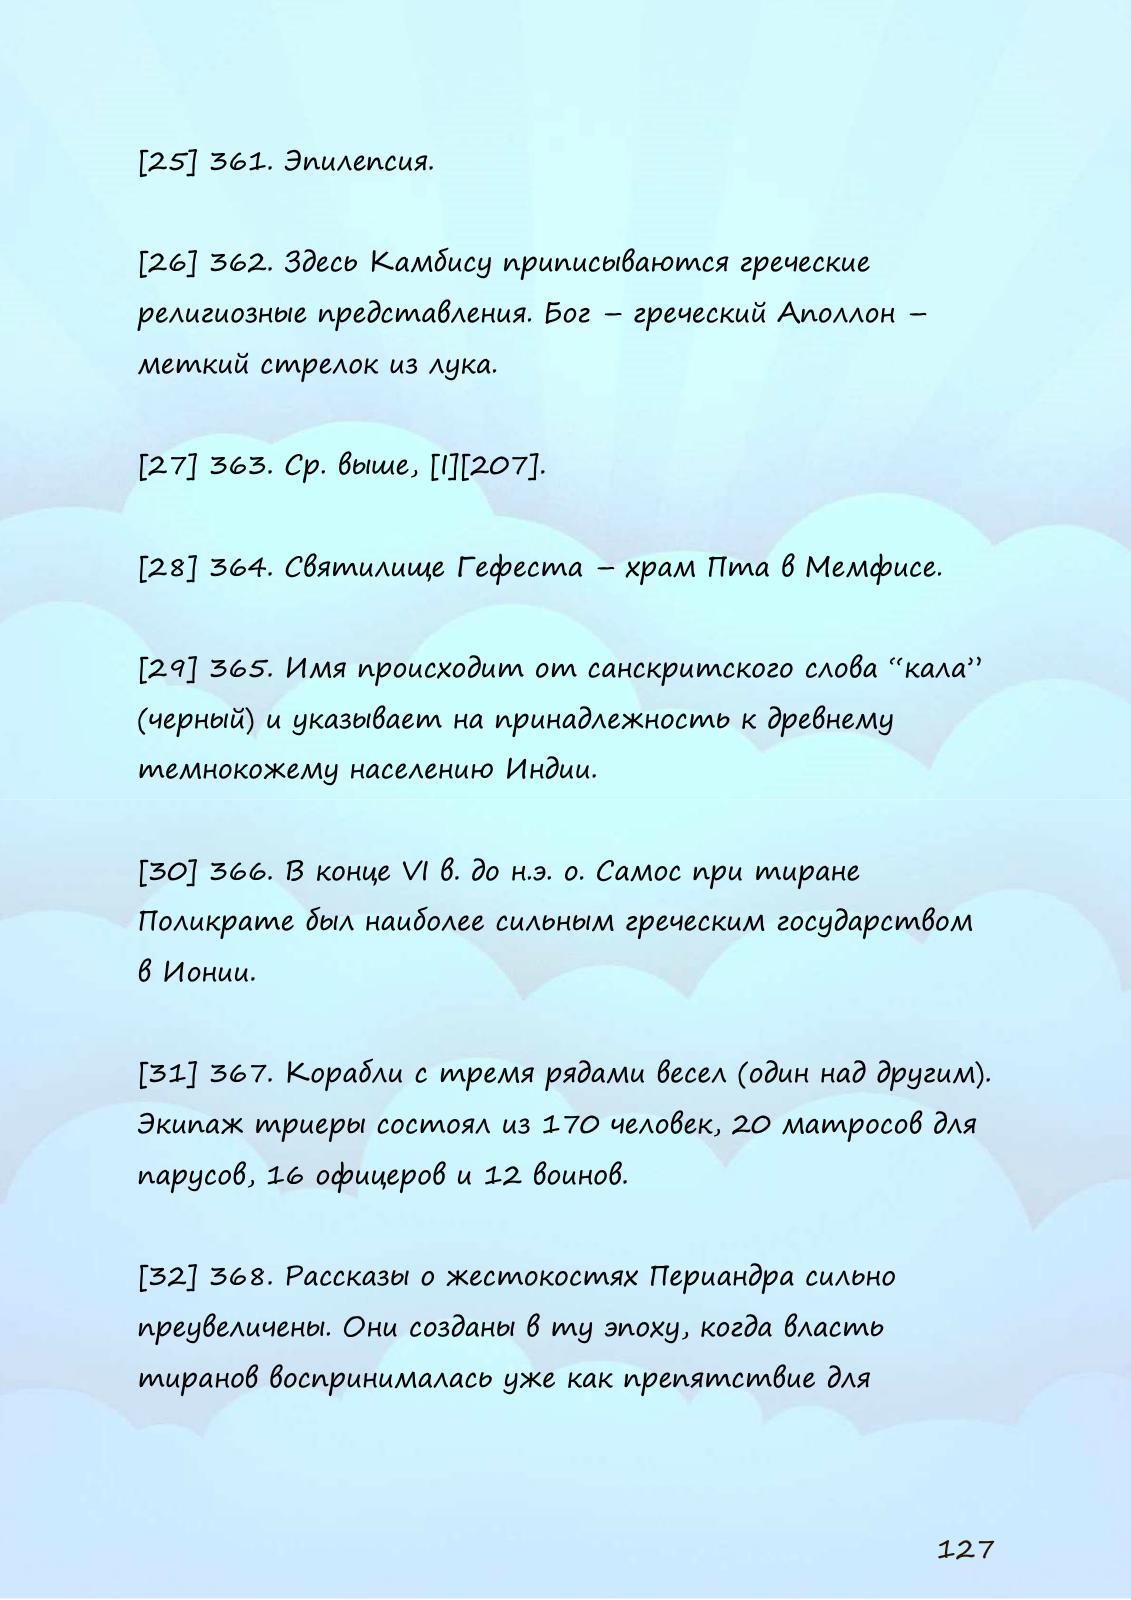 [25] 361. Эпилепсия.
[26] 362. Здесь Камбису приписываются греческие
религиозные представления. Бог – греческий Аполлон –
меткий стрелок из лука.
[27] 363. Ср. выше, [I][207].
[28] 364. Святилище Гефеста – храм Пта в Мемфисе.
[29] 365. Имя происходит от санскритского слова “кала”
(черный) и указывает на принадлежность к древнему
темнокожему населению Индии.
[30] 366. В конце VI в. до н.э. о. Самос при тиране
Поликрате был наиболее сильным греческим государством
в Ионии.
[31] 367. Корабли с тремя рядами весел (один над другим).
Экипаж триеры состоял из 170 человек, 20 матросов для
парусов, 16 офицеров и 12 воинов.
[32] 368. Рассказы о жестокостях Периандра сильно
преувеличены. Они созданы в ту эпоху, когда власть
тиранов воспринималась уже как препятствие для
127